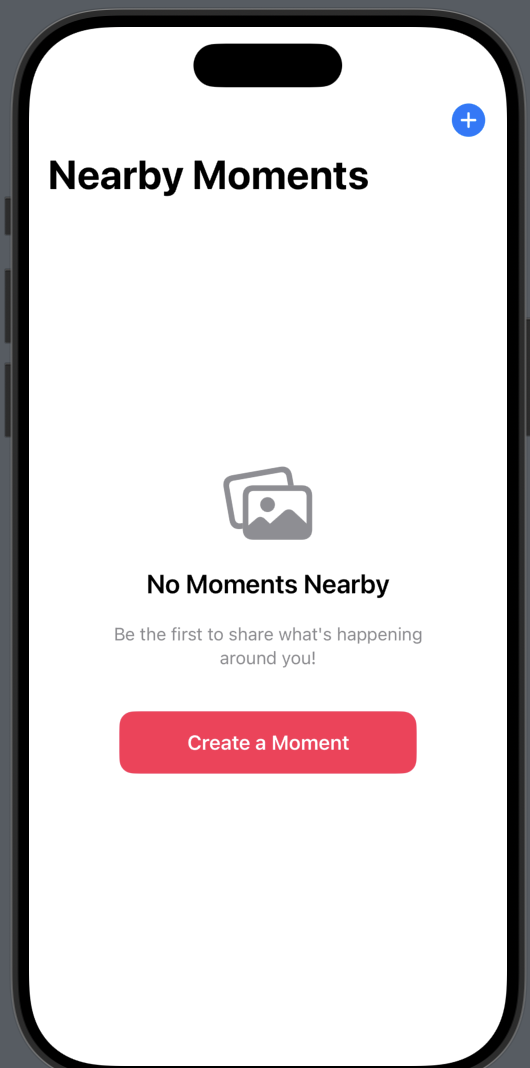 Nearby Moments
No Moments Nearby
Be the first to share what's happening
around you!
Create a Moment